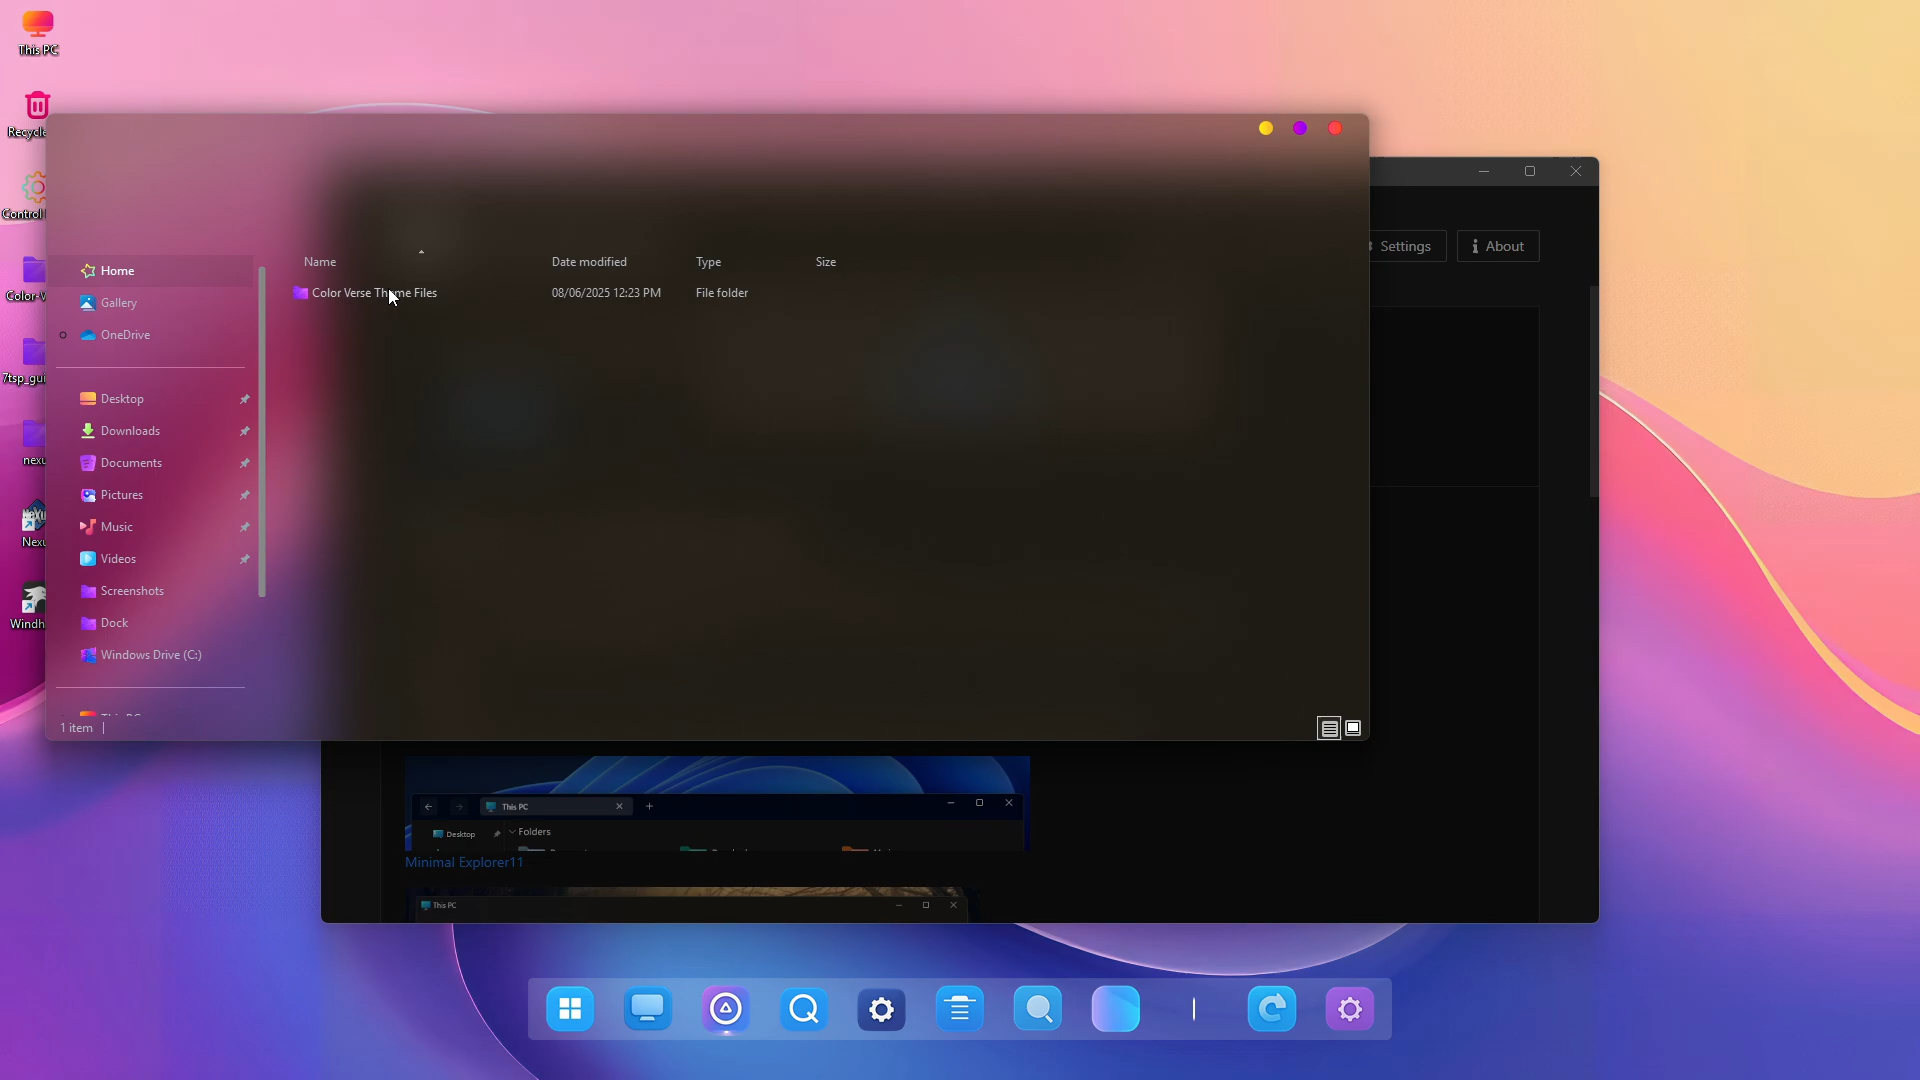 This PC
Recycle
Control
Color-V
7tsp_gui
nexu
Nexu
Windh
Home
Gallery
OneDrive
Desktop
Downloads
Documents
Pictures
Music
Videos
Screenshots
Dock
Windows Drive (C:)
This PC
1 item
Name Date modified Type Size
Color Verse Theme Files 08/06/2025 12:23 PM File folder
Settings About
This PC
Desktop
Folders
Minimal Explorer11
This PC